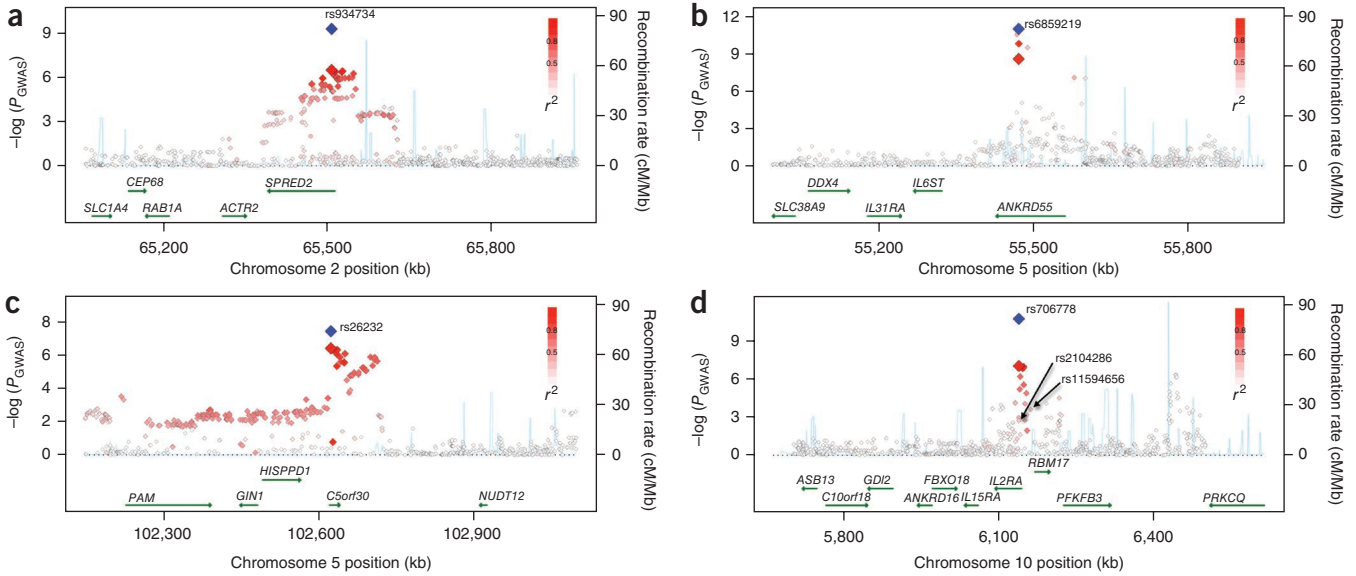 a
rs934734
9
6
3
0
–log (P_GWAS)
90
60
30
0
Recombination rate (cM/Mb)
0.8
0.5
r²
CEP68
SPRED2
SLC1A4
RAB1A
ACTR2
65,200
65,500
65,800
Chromosome 2 position (kb)
b
rs6859219
12
9
6
3
0
–log (P_GWAS)
90
60
30
0
Recombination rate (cM/Mb)
0.8
0.5
r²
DDX4
IL6ST
SLC38A9
IL31RA
ANKRD55
55,200
55,500
55,800
Chromosome 5 position (kb)
c
rs26232
8
6
4
2
0
–log (P_GWAS)
90
60
30
0
Recombination rate (cM/Mb)
0.8
0.5
r²
HISPPD1
PAM
GIN1
C5orf30
NUDT12
102,300
102,600
102,900
Chromosome 5 position (kb)
d
rs706778
rs2104286
rs11594656
9
6
3
0
–log (P_GWAS)
90
60
30
0
Recombination rate (cM/Mb)
0.8
0.5
r²
RBM17
ASB13
GDI2
FBXO18
IL2RA
C10orf18
ANKRD16
IL15RA
PFKFB3
PRKCQ
5,800
6,100
6,400
Chromosome 10 position (kb)